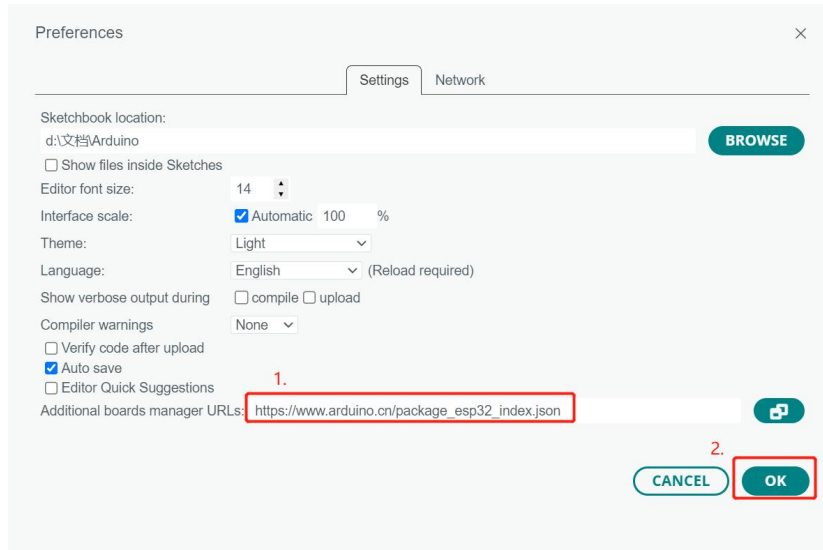 Preferences
Settings Network
Sketchbook location:
d:\文档\Arduino
BROWSE
Show files inside Sketches
Editor font size: 14
Interface scale: Automatic 100 %
Theme: Light
Language: English (Reload required)
Show verbose output during compile upload
Compiler warnings None
Verify code after upload
Auto save
Editor Quick Suggestions
1.
Additional boards manager URLs: https://www.arduino.cn/package_esp32_index.json
2.
CANCEL OK